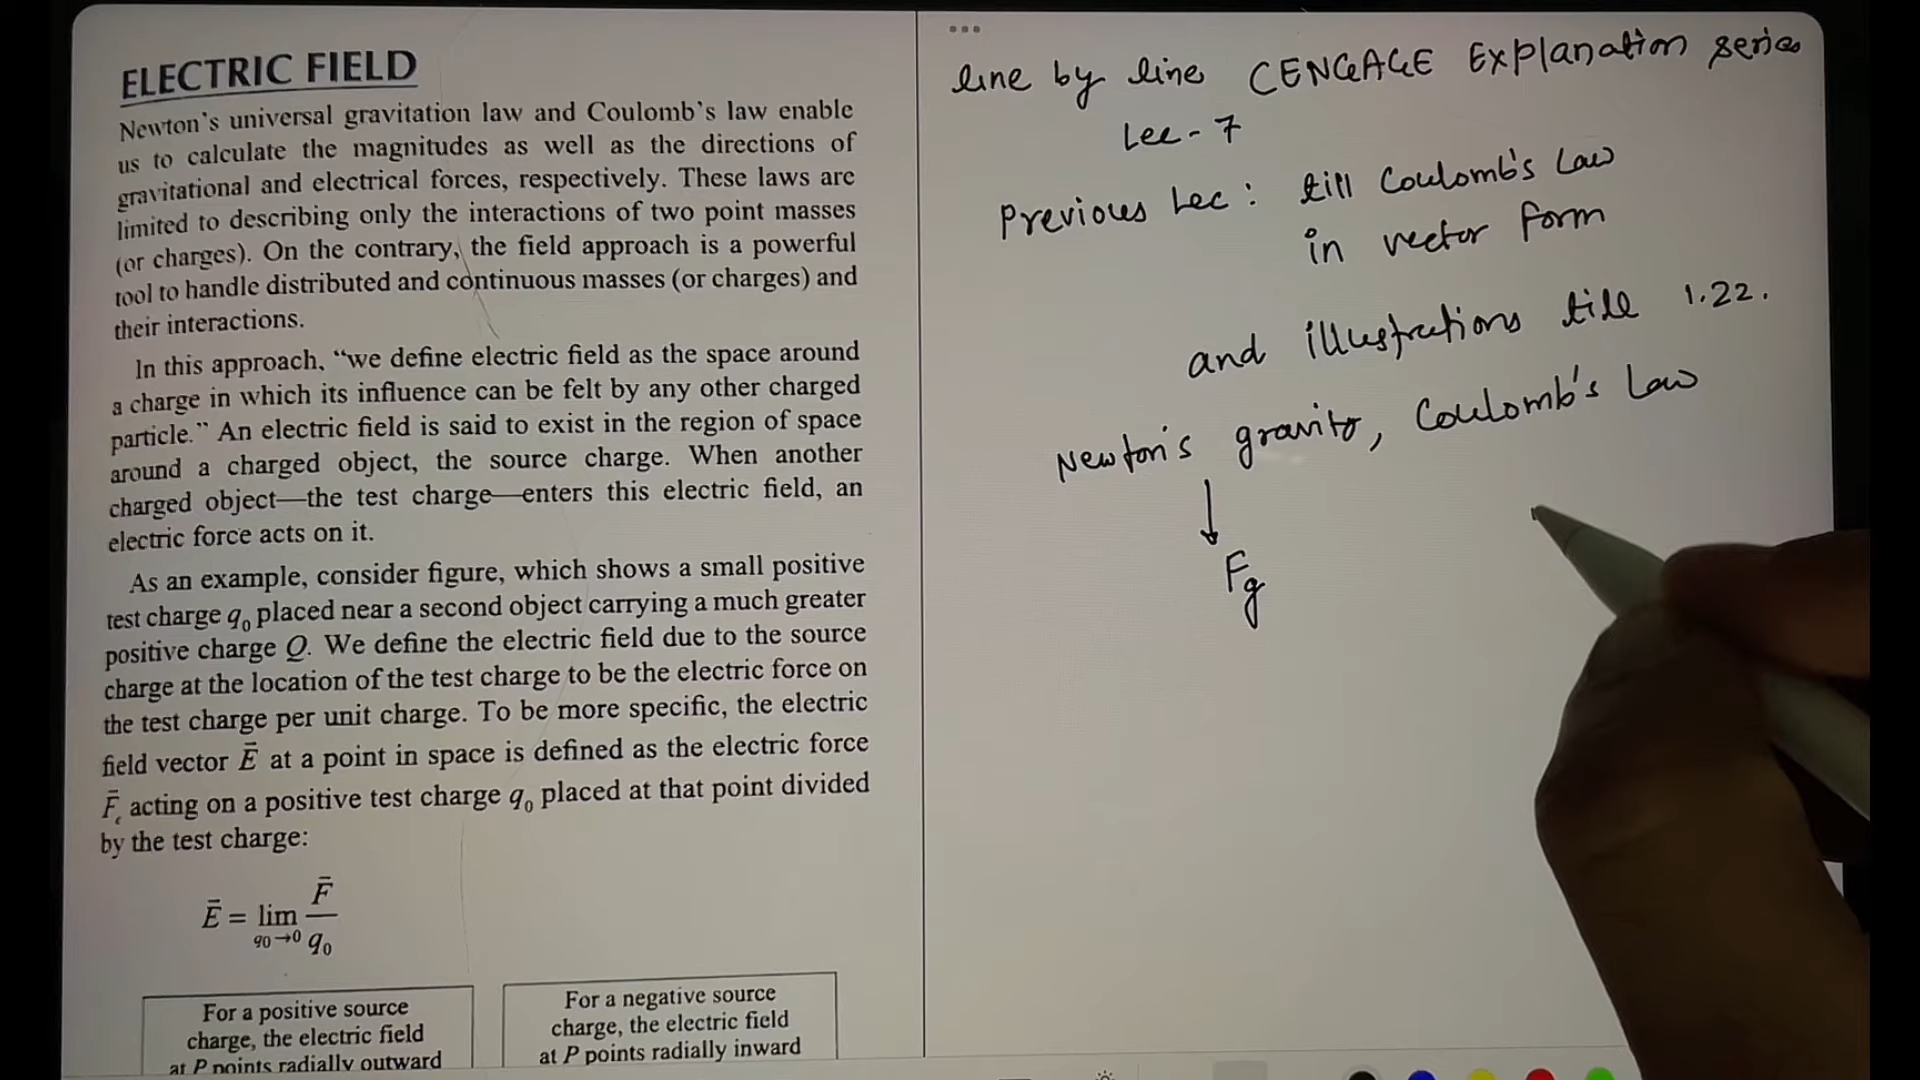 ELECTRIC FIELD
Newton's universal gravitation law and Coulomb's law enable
us to calculate the magnitudes as well as the directions of
gravitational and electrical forces, respectively. These laws are
limited to describing only the interactions of two point masses
(or charges). On the contrary, the field approach is a powerful
tool to handle distributed and continuous masses (or charges) and
their interactions.
In this approach, “we define electric field as the space around
a charge in which its influence can be felt by any other charged
particle.” An electric field is said to exist in the region of space
around a charged object, the source charge. When another
charged object—the test charge—enters this electric field, an
electric force acts on it.
As an example, consider figure, which shows a small positive
test charge q₀ placed near a second object carrying a much greater
positive charge Q. We define the electric field due to the source
charge at the location of the test charge to be the electric force on
the test charge per unit charge. To be more specific, the electric
field vector E̅ at a point in space is defined as the electric force
F̅ₑ acting on a positive test charge q₀ placed at that point divided
by the test charge:
E̅ = lim q₀→0 F̅/q₀
For a positive source
charge, the electric field
at P points radially outward
For a negative source
charge, the electric field
at P points radially inward
line by line CENGAGE Explanation series
Lec - 7
Previous Lec : till Coulomb's Law
in vector form
and illustrations till 1.22.
Newton's gravito, Coulomb's Law
↓
Fg